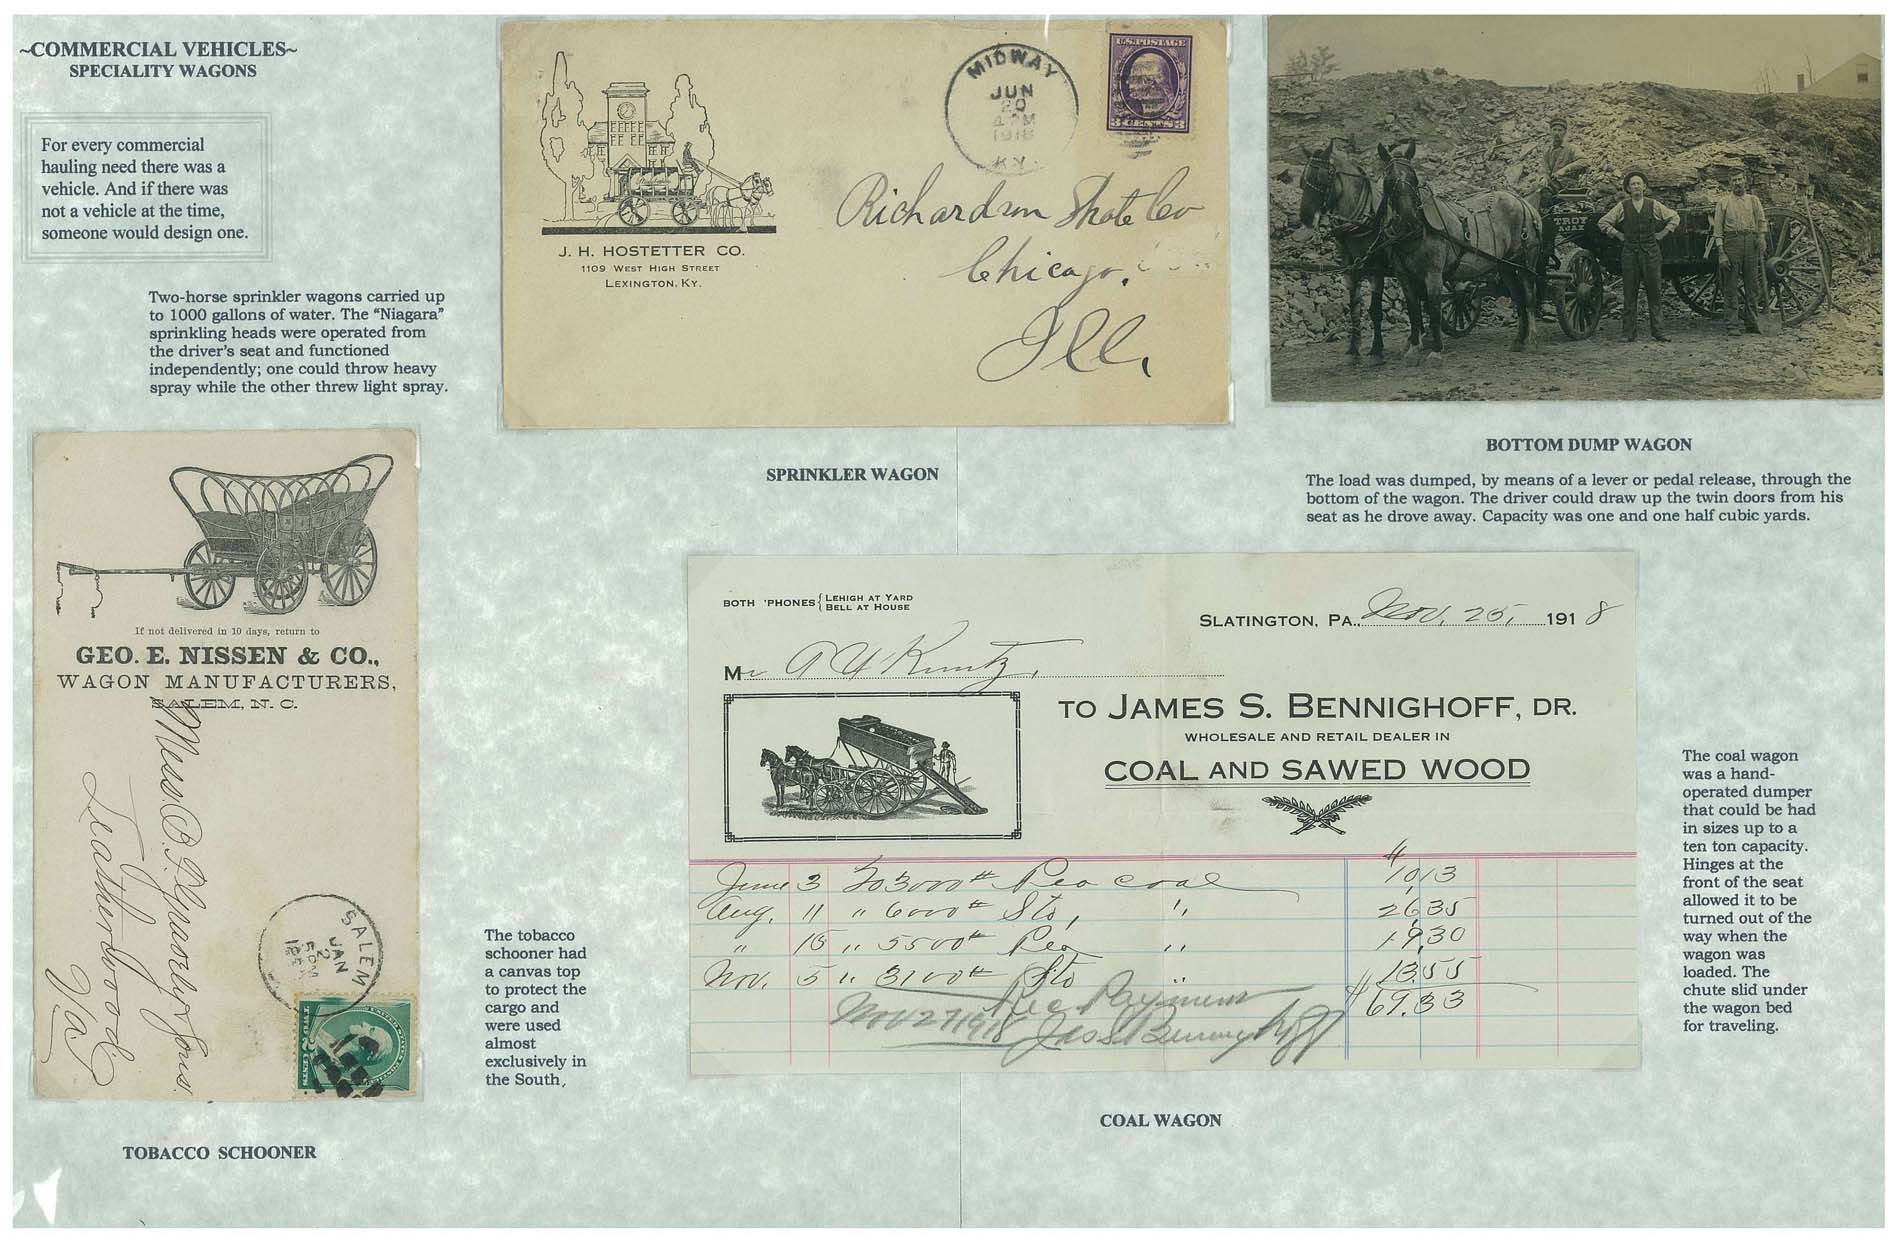 ~COMMERCIAL VEHICLES~
SPECIALITY WAGONS
For every commercial
hauling need there was a
vehicle. And if there was
not a vehicle at the time,
someone would design one.
Two-horse sprinkler wagons carried up
to 1000 gallons of water. The "Niagara"
sprinkling heads were operated from
the driver's seat and functioned
independently; one could throw heavy
spray while the other threw light spray.
J. H. HOSTETTER CO.
1109 WEST HIGH STREET
LEXINGTON, KY.
MIDWAY
JUN
20
4 PM
1918
KY.
U.S. POSTAGE
3 CENTS 3
Richardson Skate Co
Chicago,
Ill,
SPRINKLER WAGON
TROY
AJAX
BOTTOM DUMP WAGON
The load was dumped, by means of a lever or pedal release, through the
bottom of the wagon. The driver could draw up the twin doors from his
seat as he drove away. Capacity was one and one half cubic yards.
If not delivered in 10 days, return to
GEO. E. NISSEN & CO.,
WAGON MANUFACTURERS,
SALEM, N. C.
Mess.
Sons.
Leatherwood
Va.
SALEM
JAN
2
5 PM
TWO CENTS
TOBACCO SCHOONER
The tobacco
schooner had
a canvas top
to protect the
cargo and
were used
almost
exclusively in
the South,
BOTH 'PHONES { LEHIGH AT YARD
BELL AT HOUSE
SLATINGTON, PA., Nov. 25, 1918
Mr Kuntz,
TO JAMES S. BENNIGHOFF, DR.
WHOLESALE AND RETAIL DEALER IN
COAL AND SAWED WOOD
June 3 To 3000# Pea coal $10,13
Aug. 11 " 6000# Sto, " 26,35
" 15 " 5500# Pea " 19,30
Nov. 5 " 3100# Sto " 13.55
$69.33
Rec Payment
Nov 27 1918 Jas S. Bennighoff
COAL WAGON
The coal wagon
was a hand-
operated dumper
that could be had
in sizes up to a
ten ton capacity.
Hinges at the
front of the seat
allowed it to be
turned out of the
way when the
wagon was
loaded. The
chute slid under
the wagon bed
for traveling.